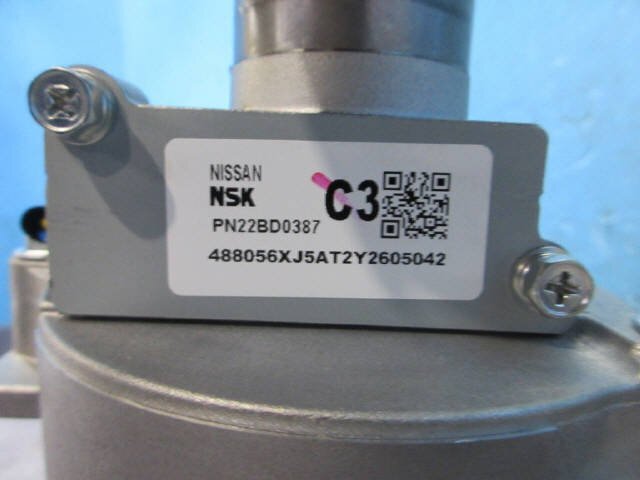 NISSAN
NSK
C3
PN22BD0387
488056XJ5AT2Y2605042